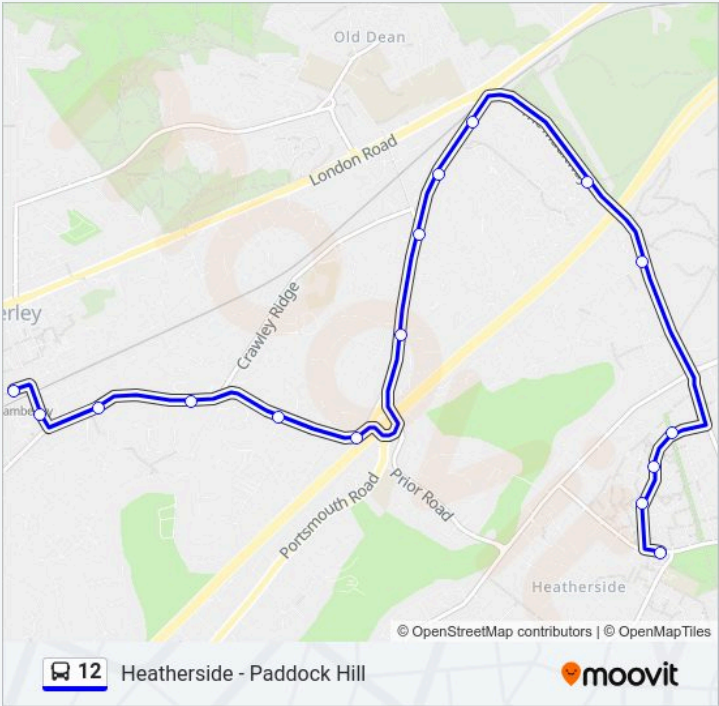 Old Dean
London Road
erley
Crawley Ridge
Portsmouth Road
Prior Road
Heatherside
© OpenStreetMap contributors | © OpenMapTiles
12 Heatherside - Paddock Hill
moovit